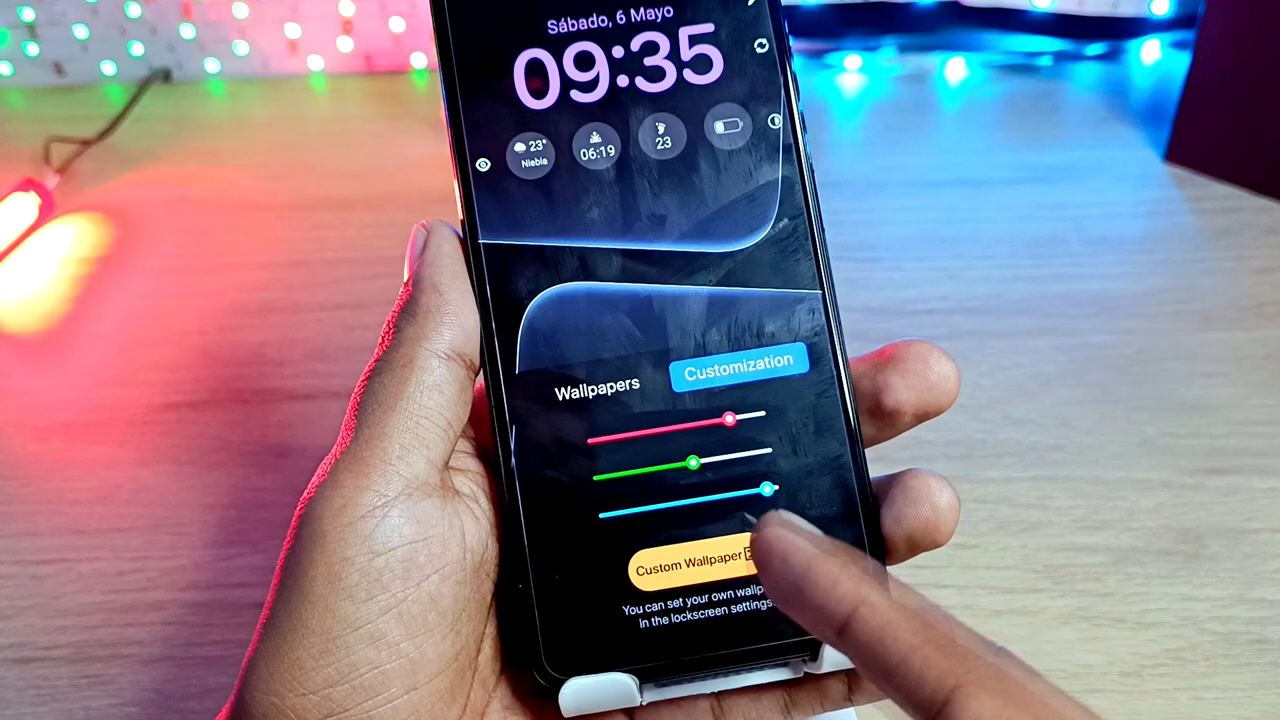 Sábado, 6 Mayo
09:35
23°
Niebla
06:19
23
Wallpapers
Customization
Custom Wallpaper
You can set your own
in the lockscreen settings